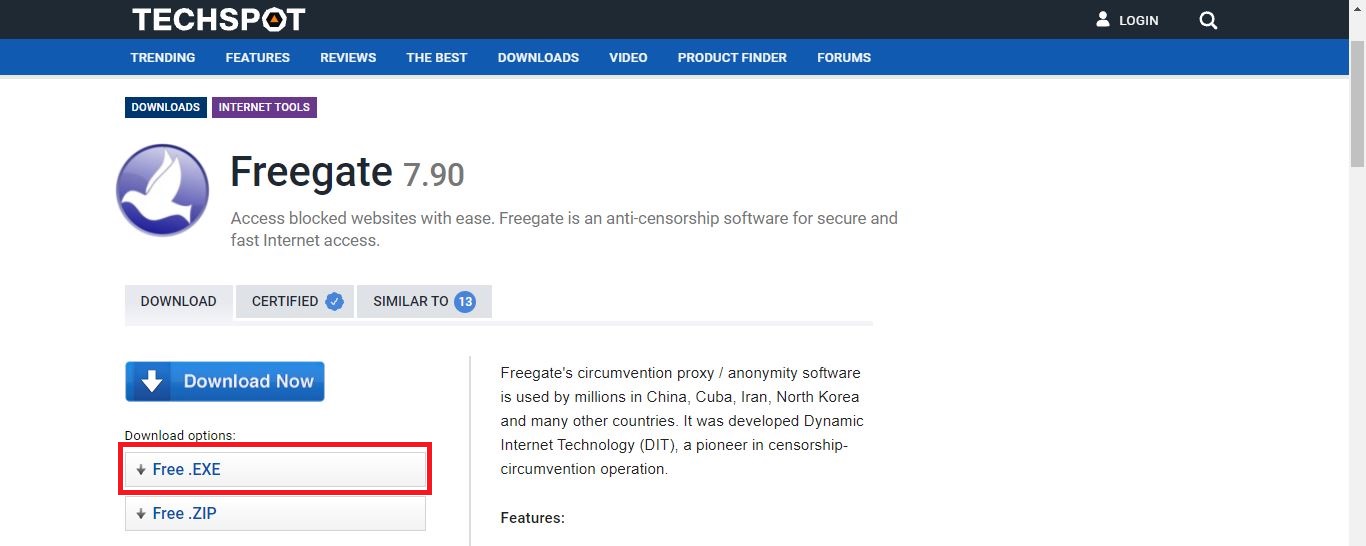 TECHSPOT
LOGIN
TRENDING FEATURES REVIEWS THE BEST DOWNLOADS VIDEO PRODUCT FINDER FORUMS
DOWNLOADS INTERNET TOOLS
Freegate 7.90
Access blocked websites with ease. Freegate is an anti-censorship software for secure and
fast Internet access.
DOWNLOAD CERTIFIED SIMILAR TO 13
Download Now
Download options:
Free .EXE
Free .ZIP
Freegate's circumvention proxy / anonymity software
is used by millions in China, Cuba, Iran, North Korea
and many other countries. It was developed Dynamic
Internet Technology (DIT), a pioneer in censorship-
circumvention operation.
Features: